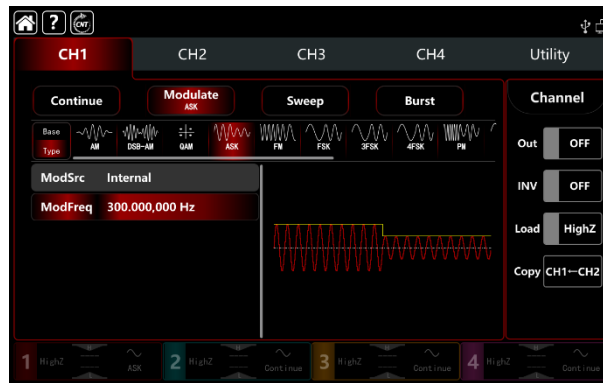 ? CNT
CH1 CH2 CH3 CH4 Utility
Continue Modulate Sweep Burst Channel
ASK
Base
Type AM DSB-AM QAM ASK FM FSK 3FSK 4FSK PM
Out OFF
ModSrc Internal
INV OFF
ModFreq 300.000,000 Hz
Load HighZ
Copy CH1←CH2
1 HighZ ASK 2 HighZ Continue 3 HighZ Continue 4 HighZ Continue